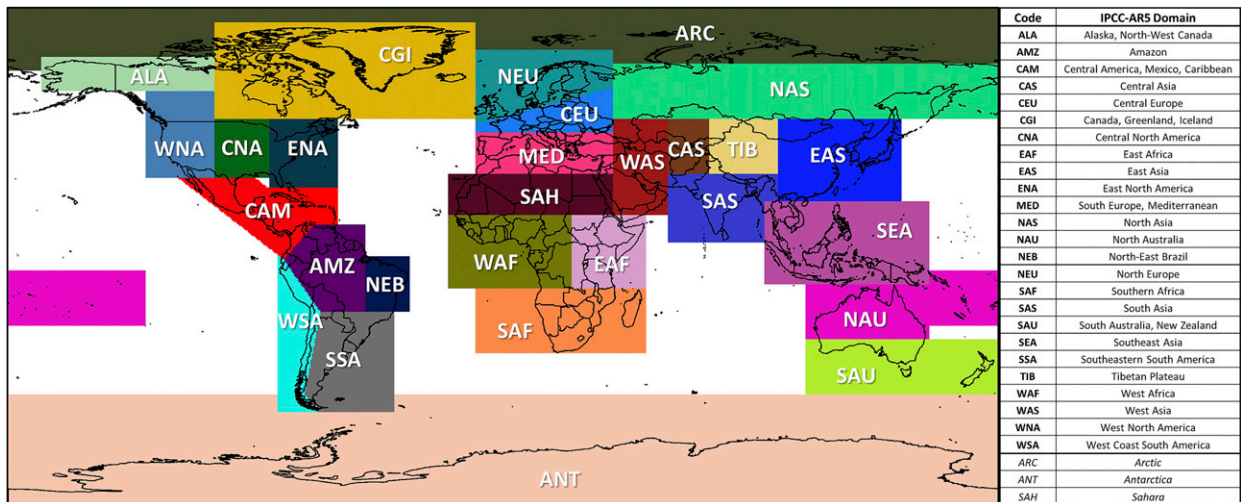 ARC
CGI
ALA
NEU
NAS
CEU
WNA
CNA
ENA
MED
WAS
CAS
TIB
EAS
SAH
SAS
CAM
SEA
WAF
EAF
AMZ
NEB
WSA
SAF
NAU
SSA
SAU
ANT
Code IPCC-AR5 Domain
ALA Alaska, North-West Canada
AMZ Amazon
CAM Central America, Mexico, Caribbean
CAS Central Asia
CEU Central Europe
CGI Canada, Greenland, Iceland
CNA Central North America
EAF East Africa
EAS East Asia
ENA East North America
MED South Europe, Mediterranean
NAS North Asia
NAU North Australia
NEB North-East Brazil
NEU North Europe
SAF Southern Africa
SAS South Asia
SAU South Australia, New Zealand
SEA Southeast Asia
SSA Southeastern South America
TIB Tibetan Plateau
WAF West Africa
WAS West Asia
WNA West North America
WSA West Coast South America
ARC Arctic
ANT Antarctica
SAH Sahara